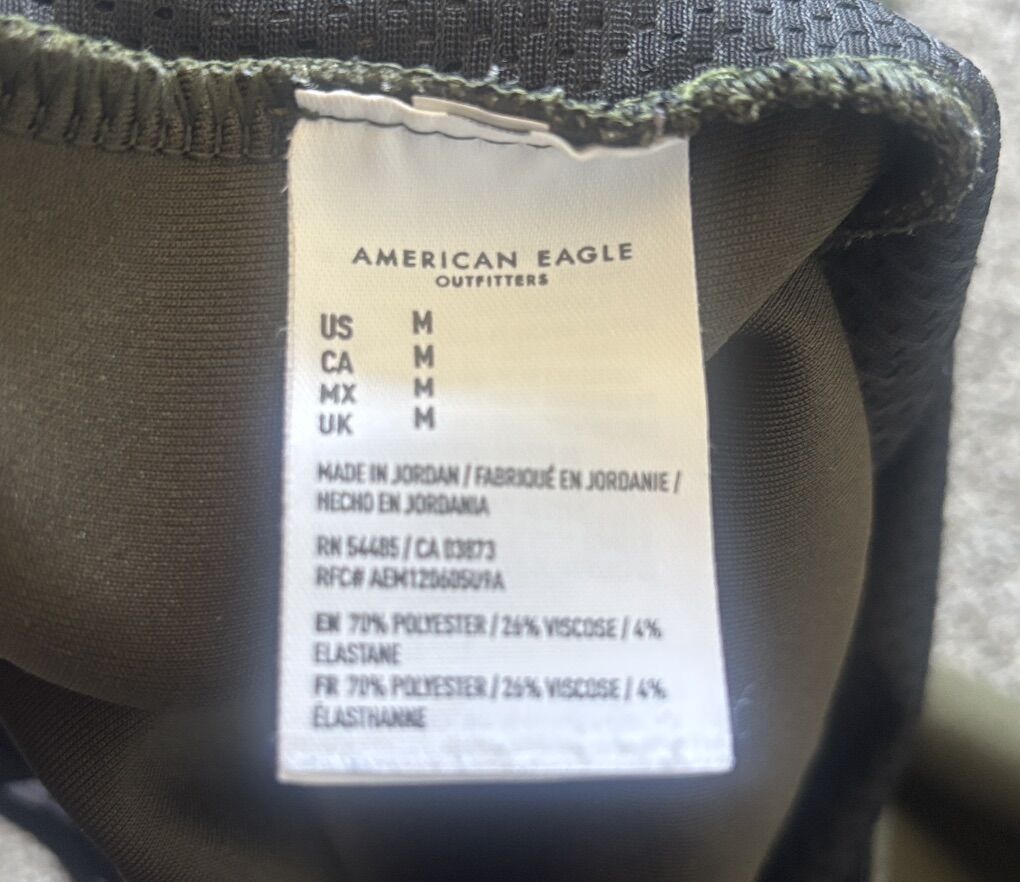 AMERICAN EAGLE
OUTFITTERS
US M
CA M
MX M
UK M
MADE IN JORDAN / FABRIQUÉ EN JORDANIE /
HECHO EN JORDANIA
RN 54485 / CA 03873
RFC# AEM120605U9A
EN 70% POLYESTER / 26% VISCOSE / 4%
ELASTANE
FR 70% POLYESTER / 26% VISCOSE / 4%
ÉLASTHANNE